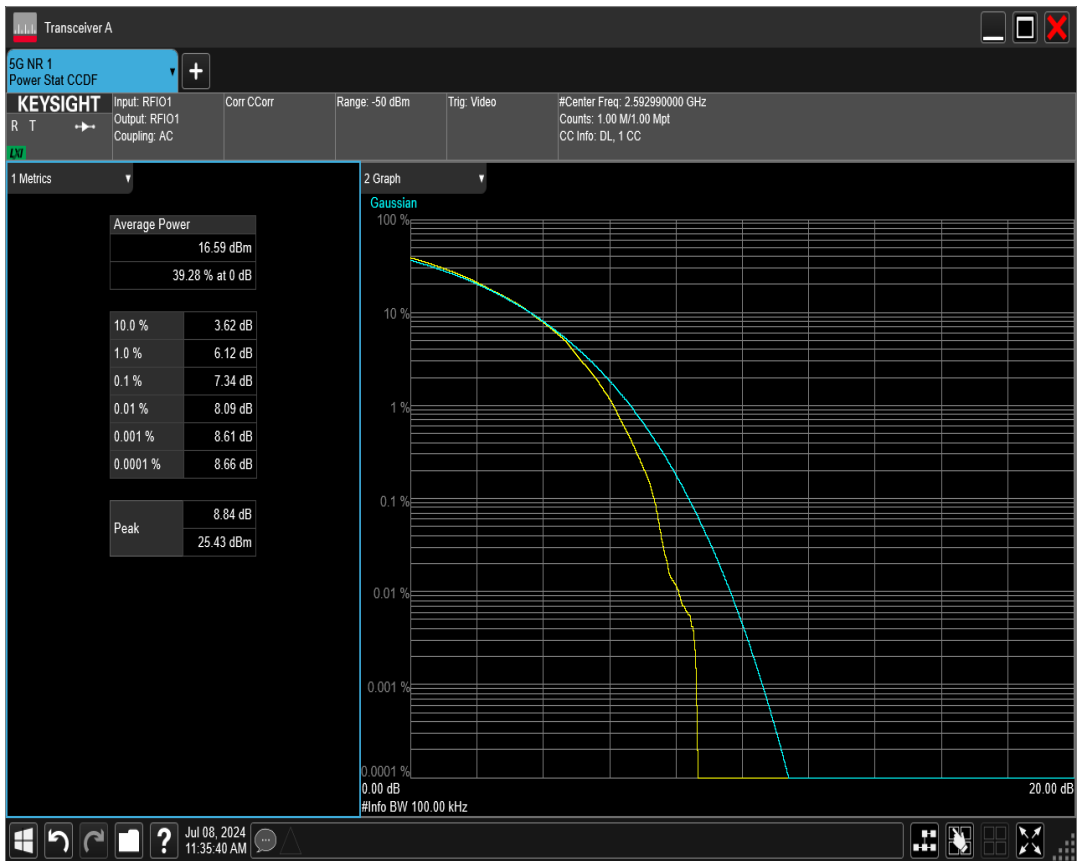 Transceiver A
5G NR 1
Power Stat CCDF
+
KEYSIGHT
R T
LXI
Input: RFIO1
Output: RFIO1
Coupling: AC
Corr CCorr
Range: -50 dBm
Trig: Video
#Center Freq: 2.592990000 GHz
Counts: 1.00 M/1.00 Mpt
CC Info: DL, 1 CC
1 Metrics
Average Power
16.59 dBm
39.28 % at 0 dB
10.0 % 3.62 dB
1.0 % 6.12 dB
0.1 % 7.34 dB
0.01 % 8.09 dB
0.001 % 8.61 dB
0.0001 % 8.66 dB
Peak
8.84 dB
25.43 dBm
2 Graph
Gaussian
100 %
10 %
1 %
0.1 %
0.01 %
0.001 %
0.0001 %
0.00 dB 20.00 dB
#Info BW 100.00 kHz
?
Jul 08, 2024
11:35:40 AM